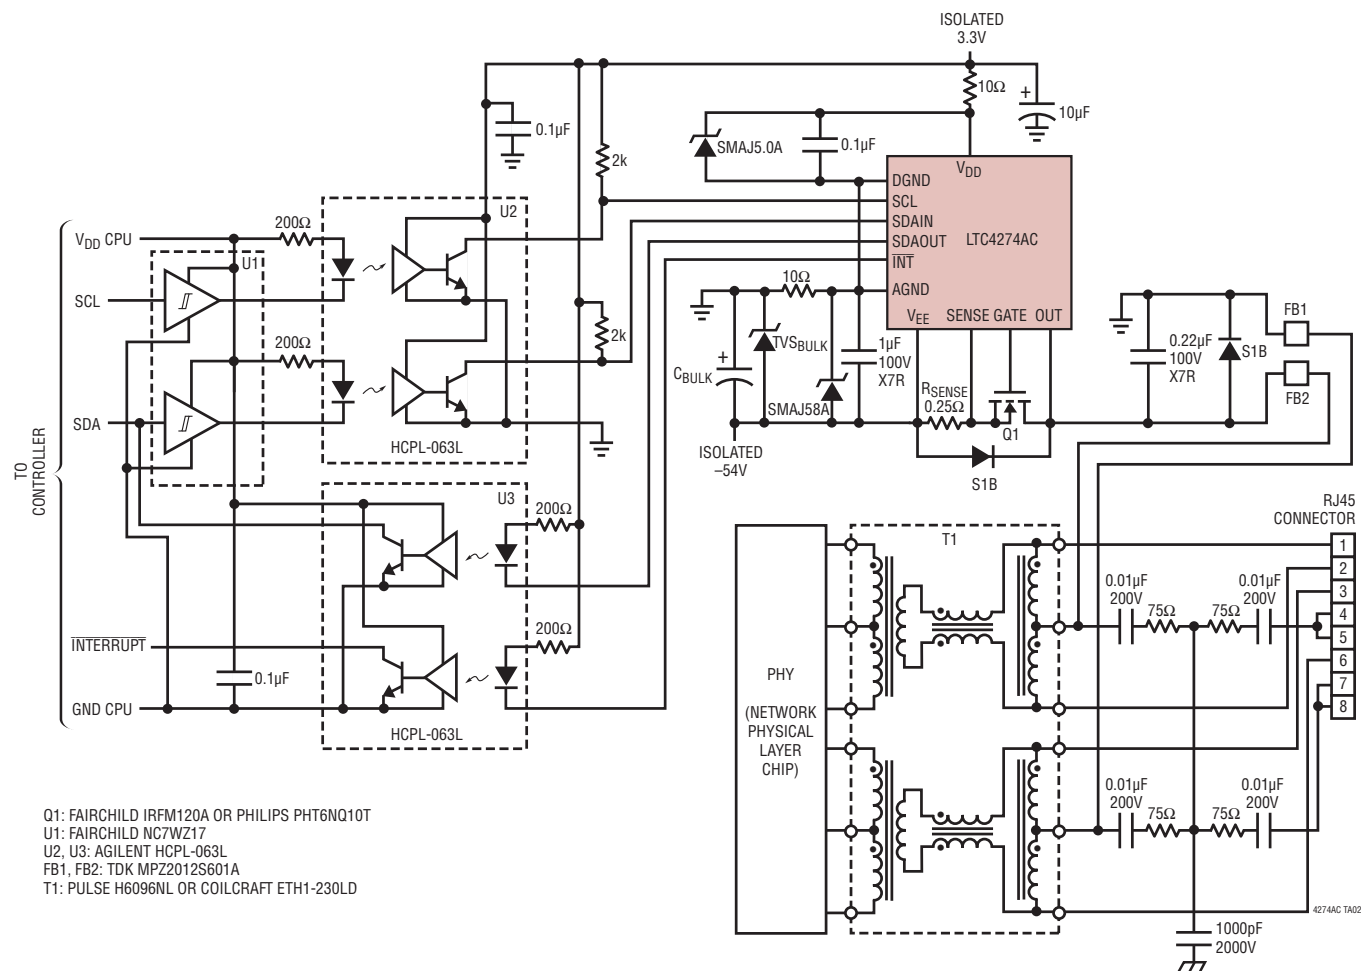 ISOLATED
3.3V
10Ω
+
10µF
0.1µF
SMAJ5.0A
0.1µF
2k
VDD
DGND
SCL
SDAIN
SDAOUT
INT
AGND
VEE
SENSE
GATE
OUT
LTC4274AC
U2
200Ω
VDD CPU
U1
SCL
200Ω
SDA
HCPL-063L
2k
10Ω
+
CBULK
TVSBULK
SMAJ58A
1µF
100V
X7R
RSENSE
0.25Ω
Q1
S1B
ISOLATED
–54V
0.22µF
100V
X7R
S1B
FB1
FB2
TO
CONTROLLER
U3
200Ω
200Ω
INTERRUPT
0.1µF
GND CPU
HCPL-063L
PHY
(NETWORK
PHYSICAL
LAYER
CHIP)
T1
RJ45
CONNECTOR
1
2
3
4
5
6
7
8
0.01µF
200V
75Ω
75Ω
0.01µF
200V
0.01µF
200V
75Ω
75Ω
0.01µF
200V
1000pF
2000V
4274AC TA02
Q1: FAIRCHILD IRFM120A OR PHILIPS PHT6NQ10T
U1: FAIRCHILD NC7WZ17
U2, U3: AGILENT HCPL-063L
FB1, FB2: TDK MPZ2012S601A
T1: PULSE H6096NL OR COILCRAFT ETH1-230LD